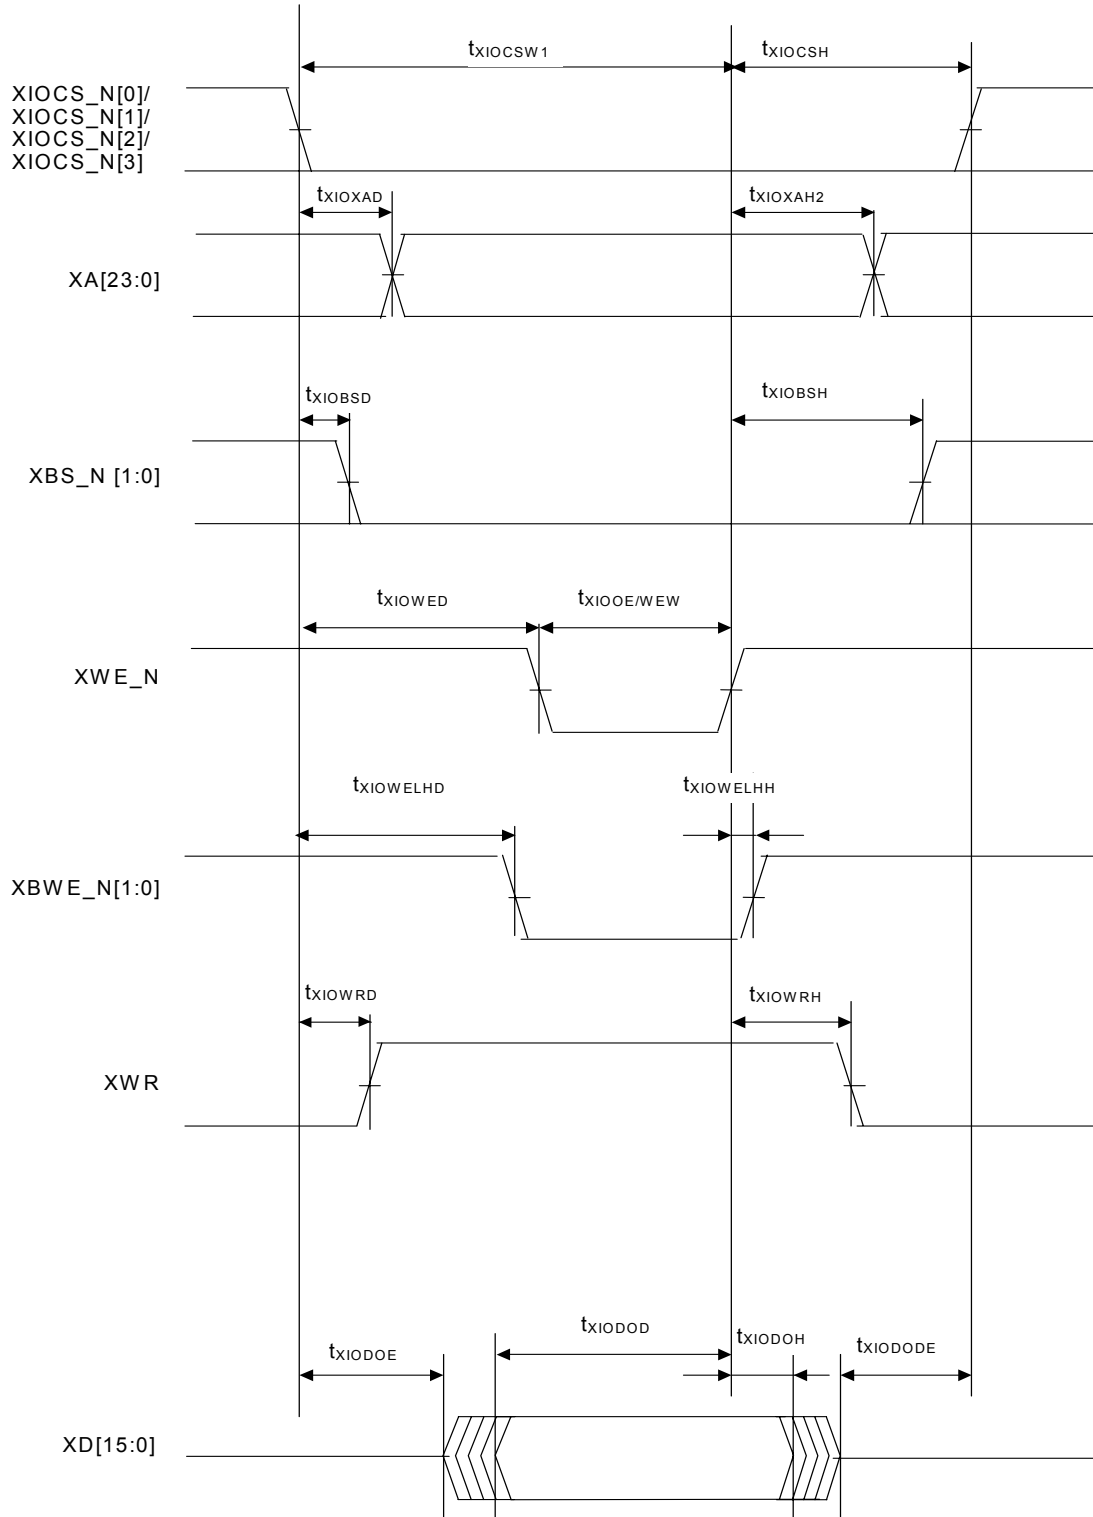 tXIOCSW1 tXIOCSH
XIOCS_N[0]/
XIOCS_N[1]/
XIOCS_N[2]/
XIOCS_N[3]
tXIOXAD tXIOXAH2
XA[23:0]
tXIOBSD tXIOBSH
XBS_N [1:0]
tXIOWED tXIOOE/WEW
XWE_N
tXIOWELHD tXIOWELHH
XBWE_N[1:0]
tXIOWRD tXIOWRH
XWR
tXIODOE tXIODOD tXIODOH tXIODODE
XD[15:0]